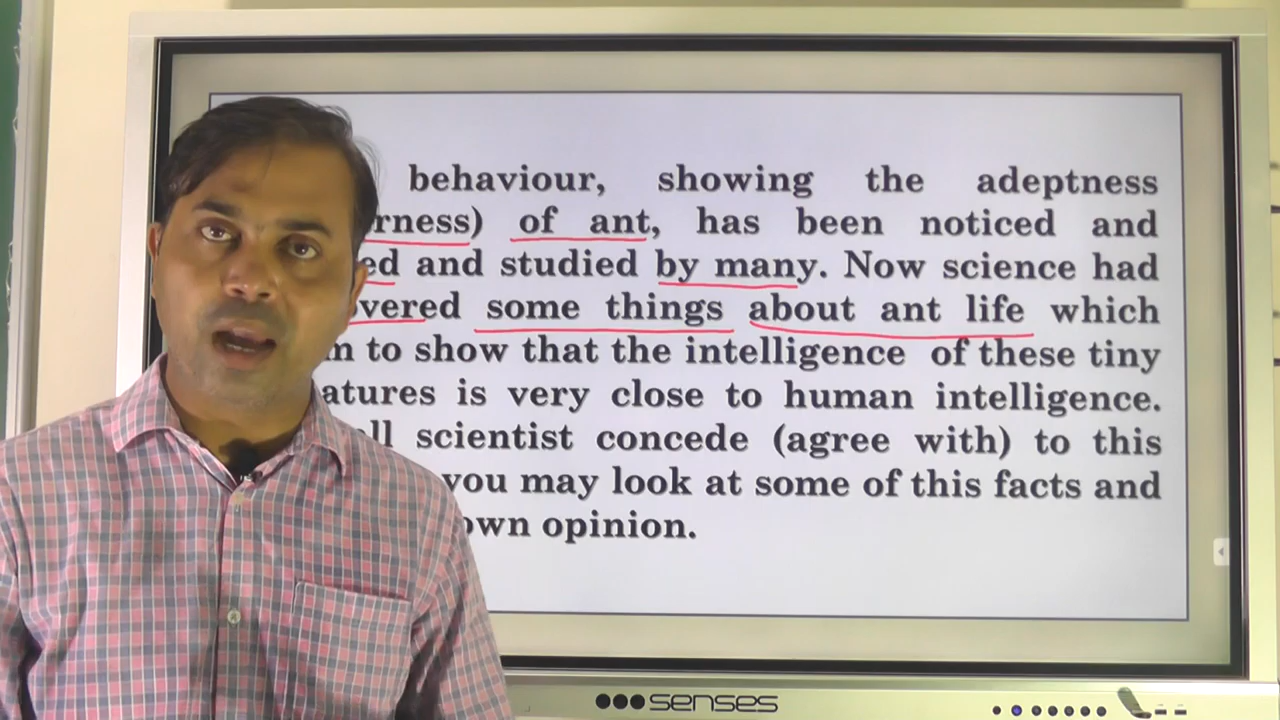 behaviour, showing the adeptness
rness) of ant, has been noticed and
ed and studied by many. Now science had
vered some things about ant life which
to show that the intelligence of these tiny
atures is very close to human intelligence.
ll scientist concede (agree with) to this
you may look at some of this facts and
own opinion.
senses